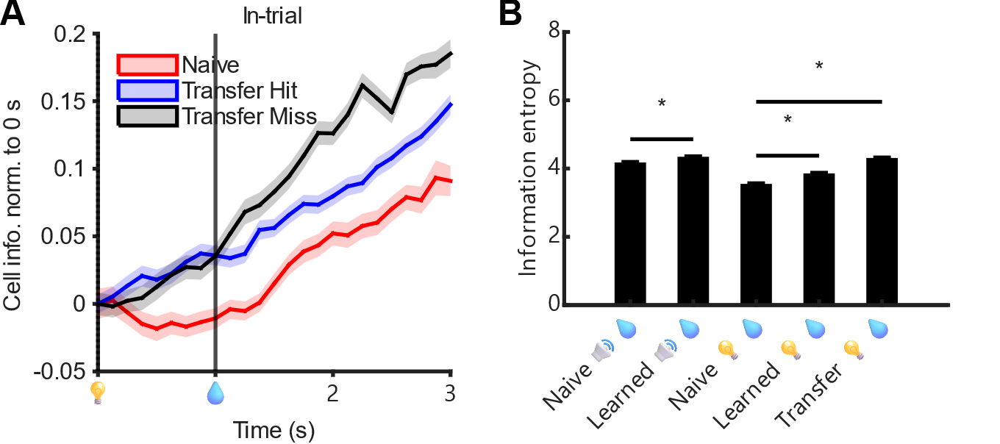 A
In-trial
Cell info. norm. to 0 s
0.2
0.15
0.1
0.05
0
-0.05
Naive
Transfer Hit
Transfer Miss
2
3
Time (s)
B
Information entropy
8
6
4
2
0
*
*
*
Naive
Learned
Naive
Learned
Transfer